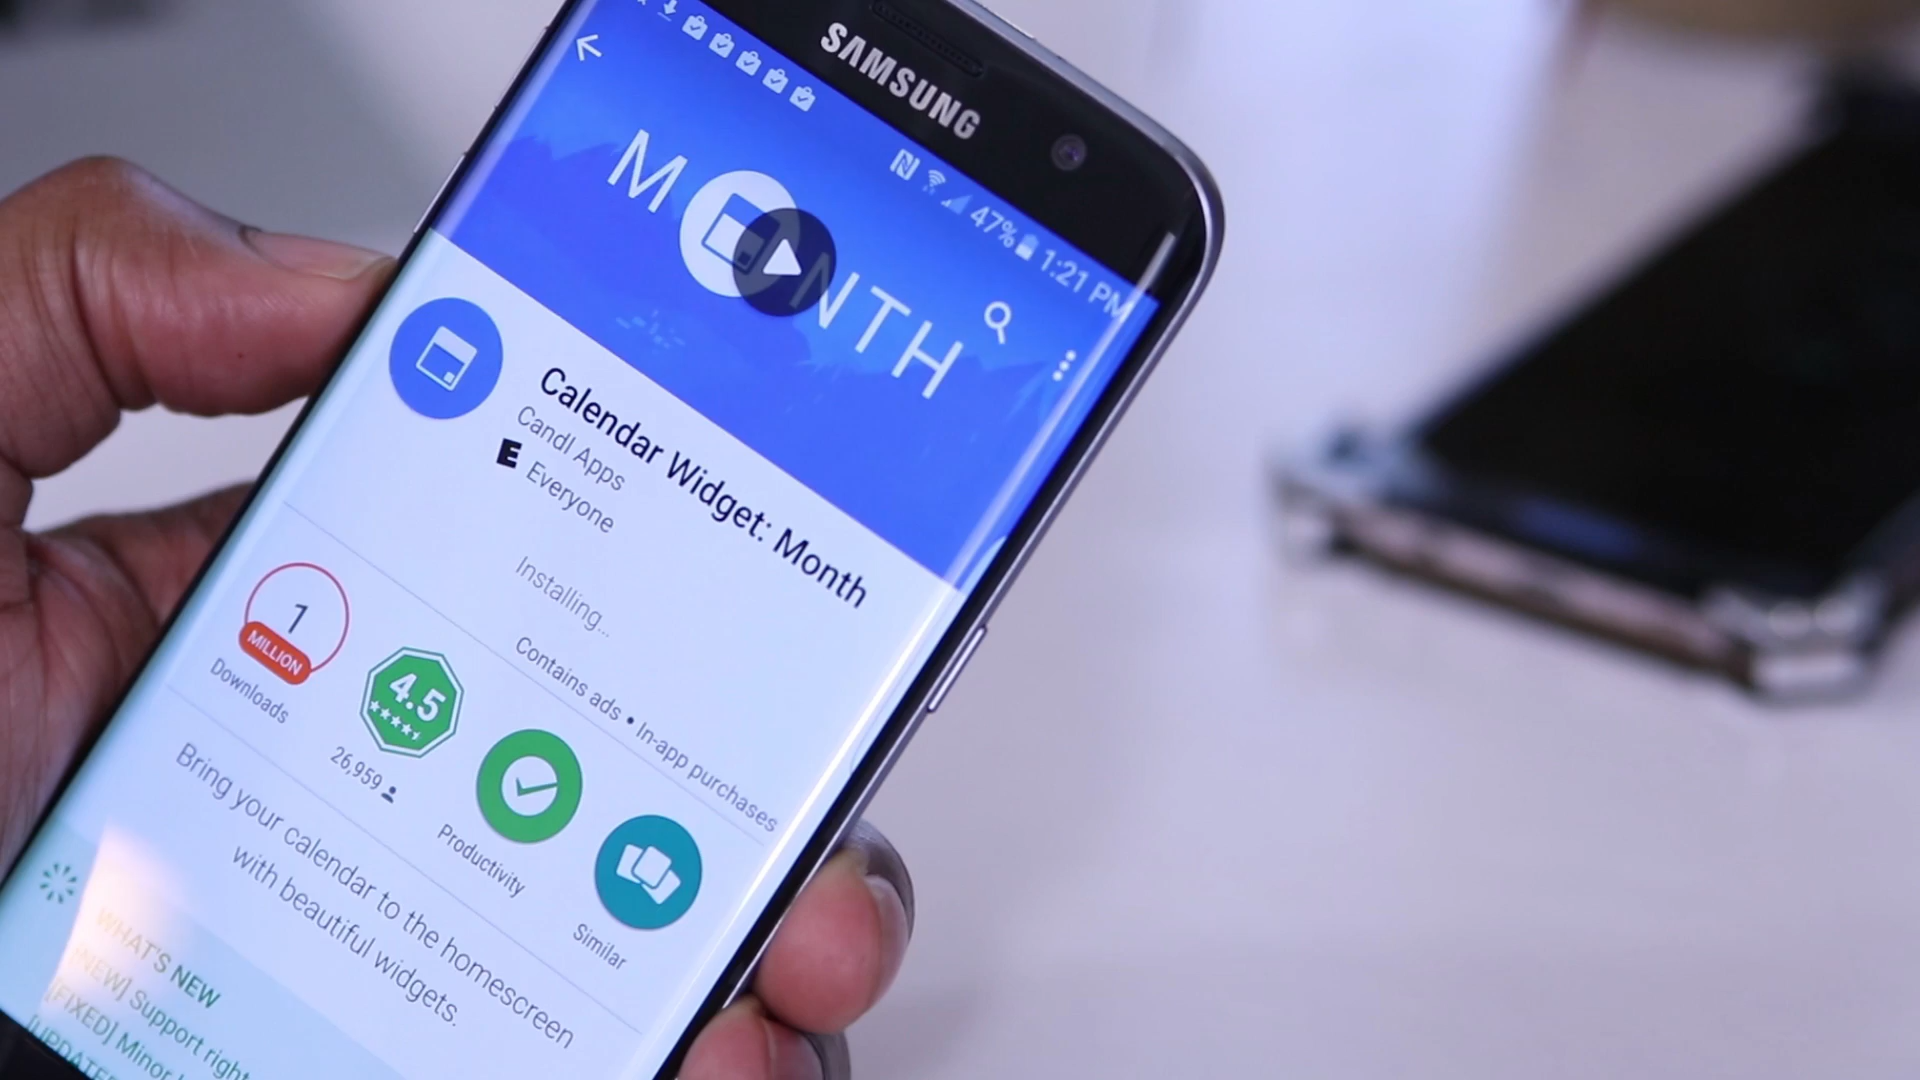 SAMSUNG
47% 1:21 PM
M NTH
Calendar Widget: Month
Candl Apps
E Everyone
Installing...
Contains ads • In-app purchases
1
MILLION
Downloads
4.5
26,959
Productivity
Similar
Bring your calendar to the homescreen
with beautiful widgets.
WHAT'S NEW
[NEW] Support right
[FIXED] Minor